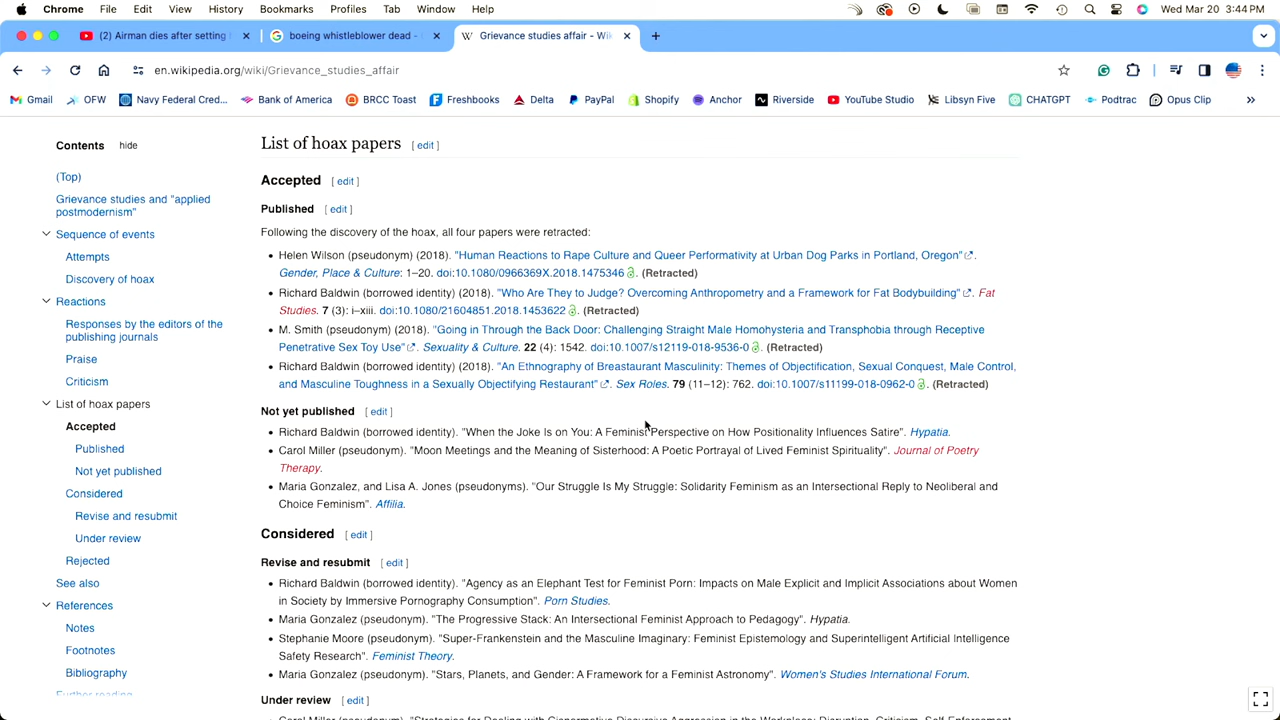 Chrome File Edit View History Bookmarks Profiles Tab Window Help Wed Mar 20 3:44 PM
(2) Airman dies after setting boeing whistleblower dead - Grievance studies affair - Wi
en.wikipedia.org/wiki/Grievance_studies_affair
Gmail OFW Navy Federal Cred... Bank of America BRCC Toast Freshbooks Delta PayPal Shopify Anchor Riverside YouTube Studio Libsyn Five CHATGPT Podtrac Opus Clip »
Contents hide
(Top)
Grievance studies and "applied
postmodernism"
Sequence of events
Attempts
Discovery of hoax
Reactions
Responses by the editors of the
publishing journals
Praise
Criticism
List of hoax papers
Accepted
Published
Not yet published
Considered
Revise and resubmit
Under review
Rejected
See also
References
Notes
Footnotes
Bibliography
Further reading
List of hoax papers [ edit ]
Accepted [ edit ]
Published [ edit ]
Following the discovery of the hoax, all four papers were retracted:
• Helen Wilson (pseudonym) (2018). "Human Reactions to Rape Culture and Queer Performativity at Urban Dog Parks in Portland, Oregon".
Gender, Place & Culture: 1–20. doi:10.1080/0966369X.2018.1475346. (Retracted)
• Richard Baldwin (borrowed identity) (2018). "Who Are They to Judge? Overcoming Anthropometry and a Framework for Fat Bodybuilding". Fat
Studies. 7 (3): i–xiii. doi:10.1080/21604851.2018.1453622. (Retracted)
• M. Smith (pseudonym) (2018). "Going in Through the Back Door: Challenging Straight Male Homohysteria and Transphobia through Receptive
Penetrative Sex Toy Use". Sexuality & Culture. 22 (4): 1542. doi:10.1007/s12119-018-9536-0. (Retracted)
• Richard Baldwin (borrowed identity) (2018). "An Ethnography of Breastaurant Masculinity: Themes of Objectification, Sexual Conquest, Male Control,
and Masculine Toughness in a Sexually Objectifying Restaurant". Sex Roles. 79 (11–12): 762. doi:10.1007/s11199-018-0962-0. (Retracted)
Not yet published [ edit ]
• Richard Baldwin (borrowed identity). "When the Joke Is on You: A Feminist Perspective on How Positionality Influences Satire". Hypatia.
• Carol Miller (pseudonym). "Moon Meetings and the Meaning of Sisterhood: A Poetic Portrayal of Lived Feminist Spirituality". Journal of Poetry
Therapy.
• Maria Gonzalez, and Lisa A. Jones (pseudonyms). "Our Struggle Is My Struggle: Solidarity Feminism as an Intersectional Reply to Neoliberal and
Choice Feminism". Affilia.
Considered [ edit ]
Revise and resubmit [ edit ]
• Richard Baldwin (borrowed identity). "Agency as an Elephant Test for Feminist Porn: Impacts on Male Explicit and Implicit Associations about Women
in Society by Immersive Pornography Consumption". Porn Studies.
• Maria Gonzalez (pseudonym). "The Progressive Stack: An Intersectional Feminist Approach to Pedagogy". Hypatia.
• Stephanie Moore (pseudonym). "Super-Frankenstein and the Masculine Imaginary: Feminist Epistemology and Superintelligent Artificial Intelligence
Safety Research". Feminist Theory.
• Maria Gonzalez (pseudonym). "Stars, Planets, and Gender: A Framework for a Feminist Astronomy". Women's Studies International Forum.
Under review [ edit ]